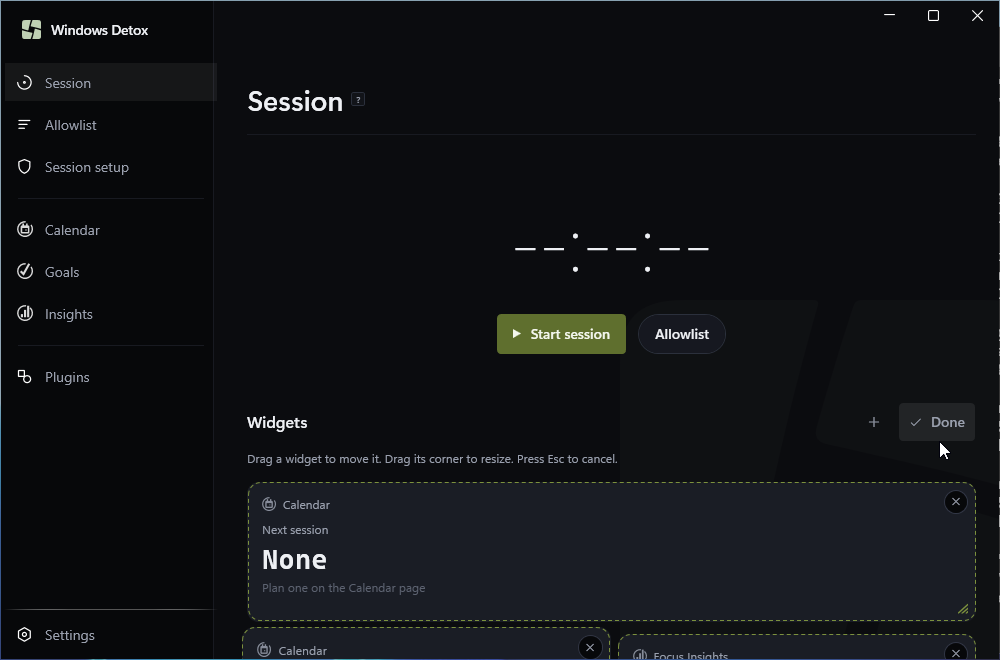 Windows Detox
Session
Allowlist
Session setup
Calendar
Goals
Insights
Plugins
Settings
Session ?
––:––:––
Start session
Allowlist
Widgets
+ Done
Drag a widget to move it. Drag its corner to resize. Press Esc to cancel.
Calendar
Next session
None
Plan one on the Calendar page
Calendar
Focus Insights